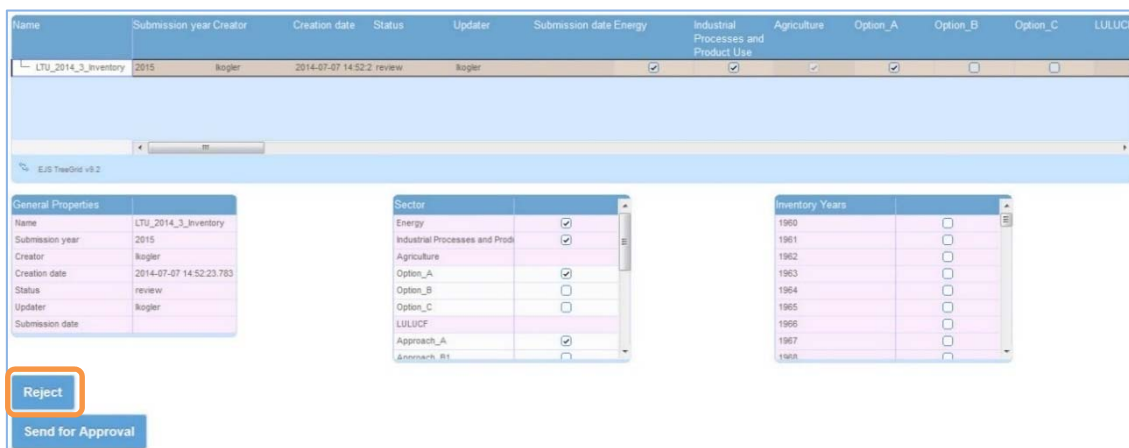 Name Submission year Creator Creation date Status Updater Submission date Energy Industrial Processes and Product Use Agriculture Option_A Option_B Option_C
LTU_2014_3_Inventory 2015 lkogler 2014-07-07 14:52:2 review lkogler
EJS TreeGrid v9.2
General Properties
Name LTU_2014_3_Inventory
Submission year 2015
Creator lkogler
Creation date 2014-07-07 14:52:23.783
Status review
Updater lkogler
Submission date
Sector
Energy
Industrial Processes and Prod
Agriculture
Option_A
Option_B
Option_C
LULUCF
Approach_A
Approach_B1
Inventory Years
1960
1961
1962
1963
1964
1965
1966
1967
1968
Reject
Send for Approval